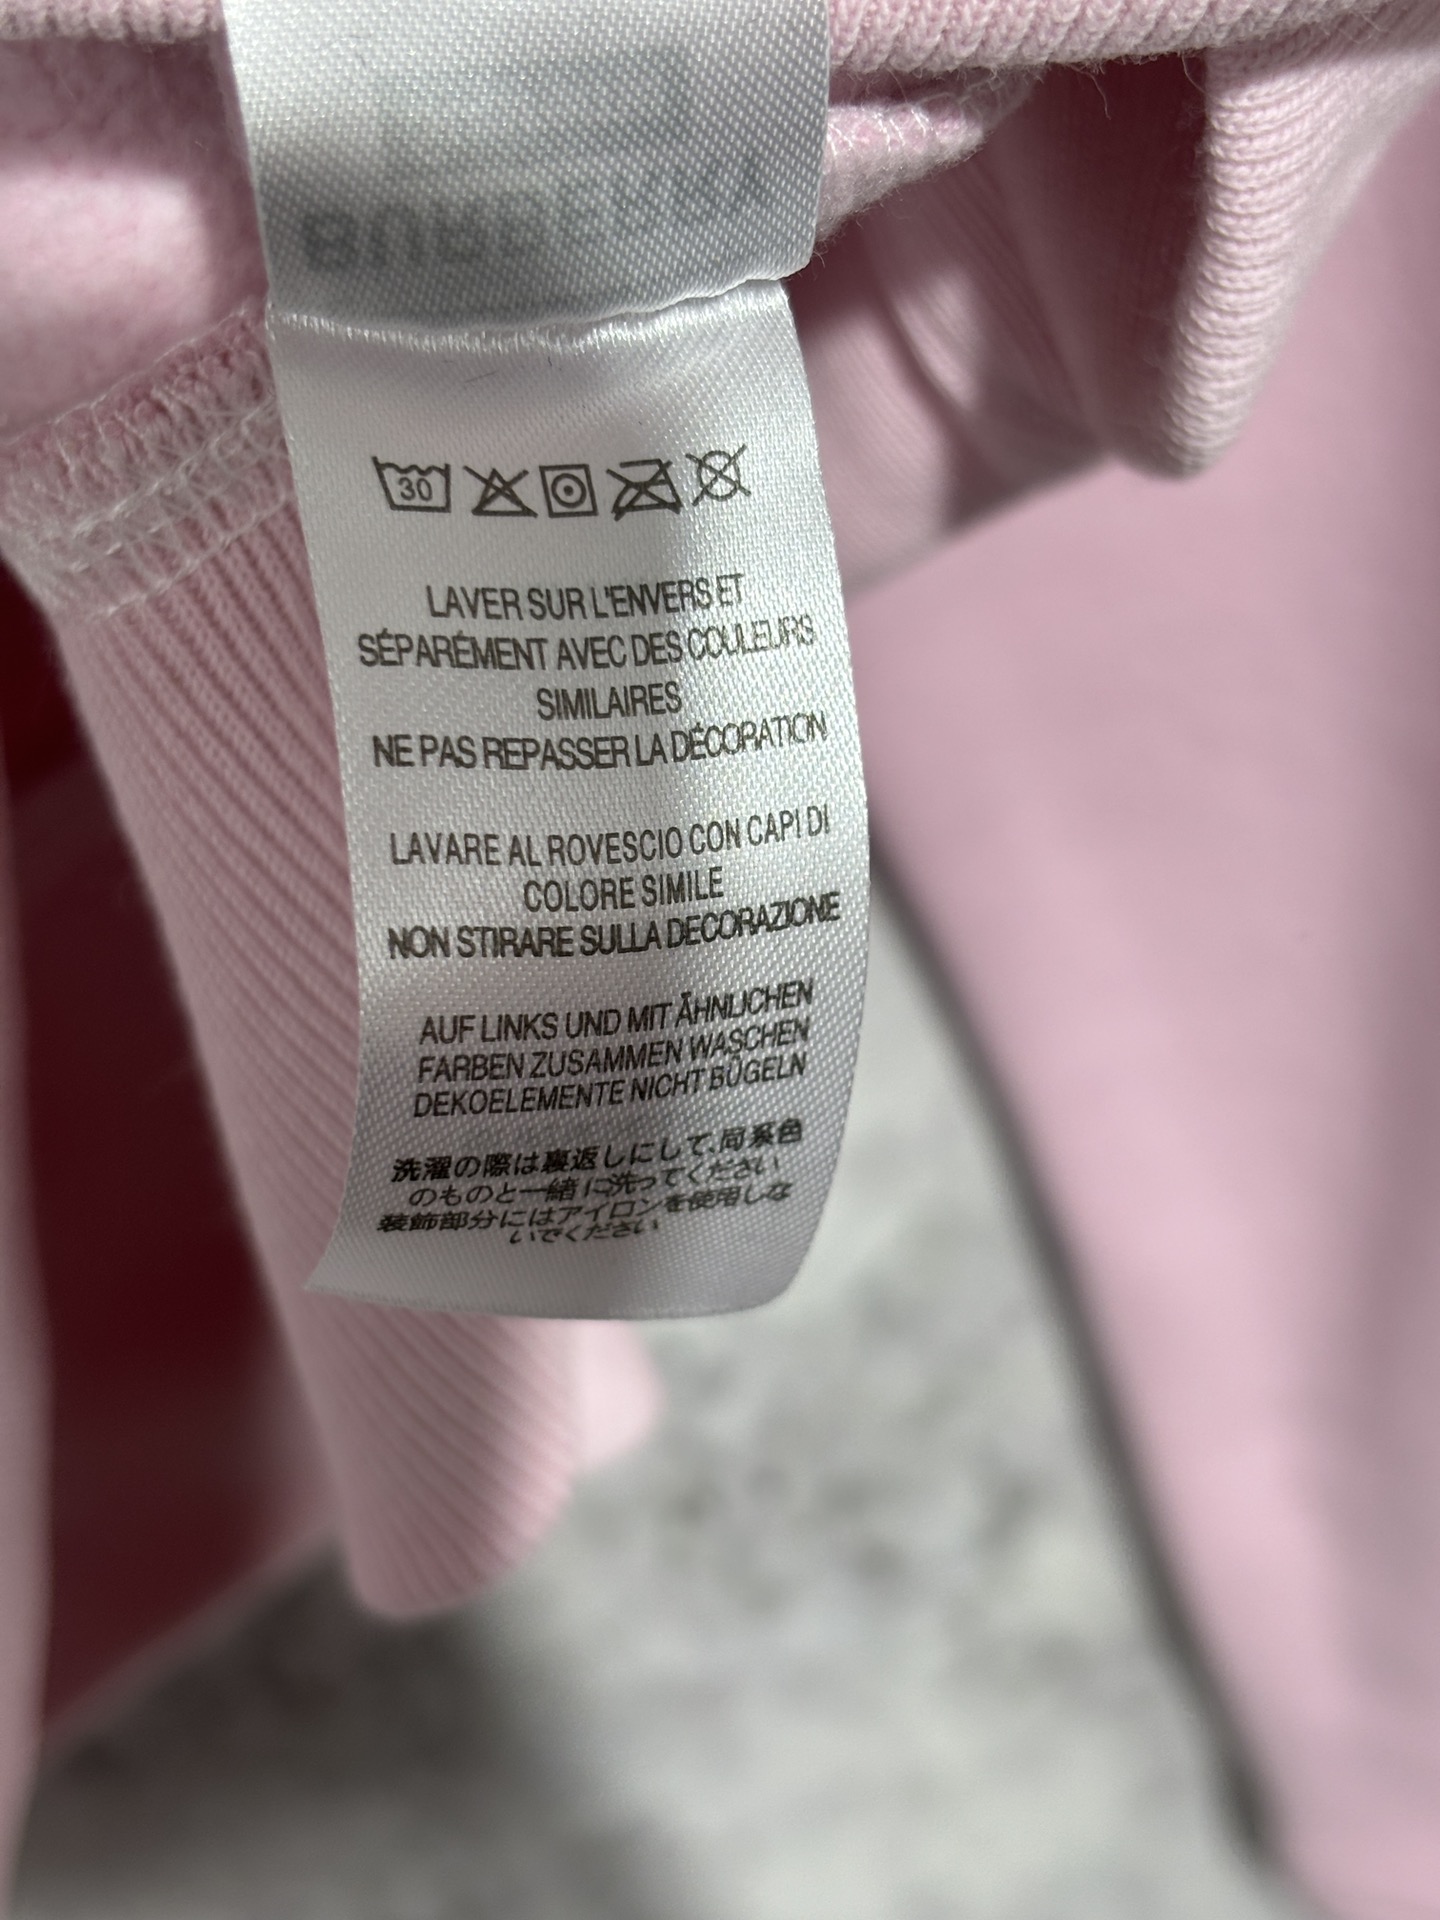 30
LAVER SUR L'ENVERS ET
SÉPARÉMENT AVEC DES COULEURS
SIMILAIRES
NE PAS REPASSER LA DÉCORATION
LAVARE AL ROVESCIO CON CAPI DI
COLORE SIMILE
NON STIRARE SULLA DECORAZIONE
AUF LINKS UND MIT ÄHNLICHEN
FARBEN ZUSAMMEN WASCHEN
DEKOELEMENTE NICHT BÜGELN
洗濯の際は裏返しにして、同系色
のものと一緒に洗ってください
装飾部分にはアイロンを使用しな
いでください